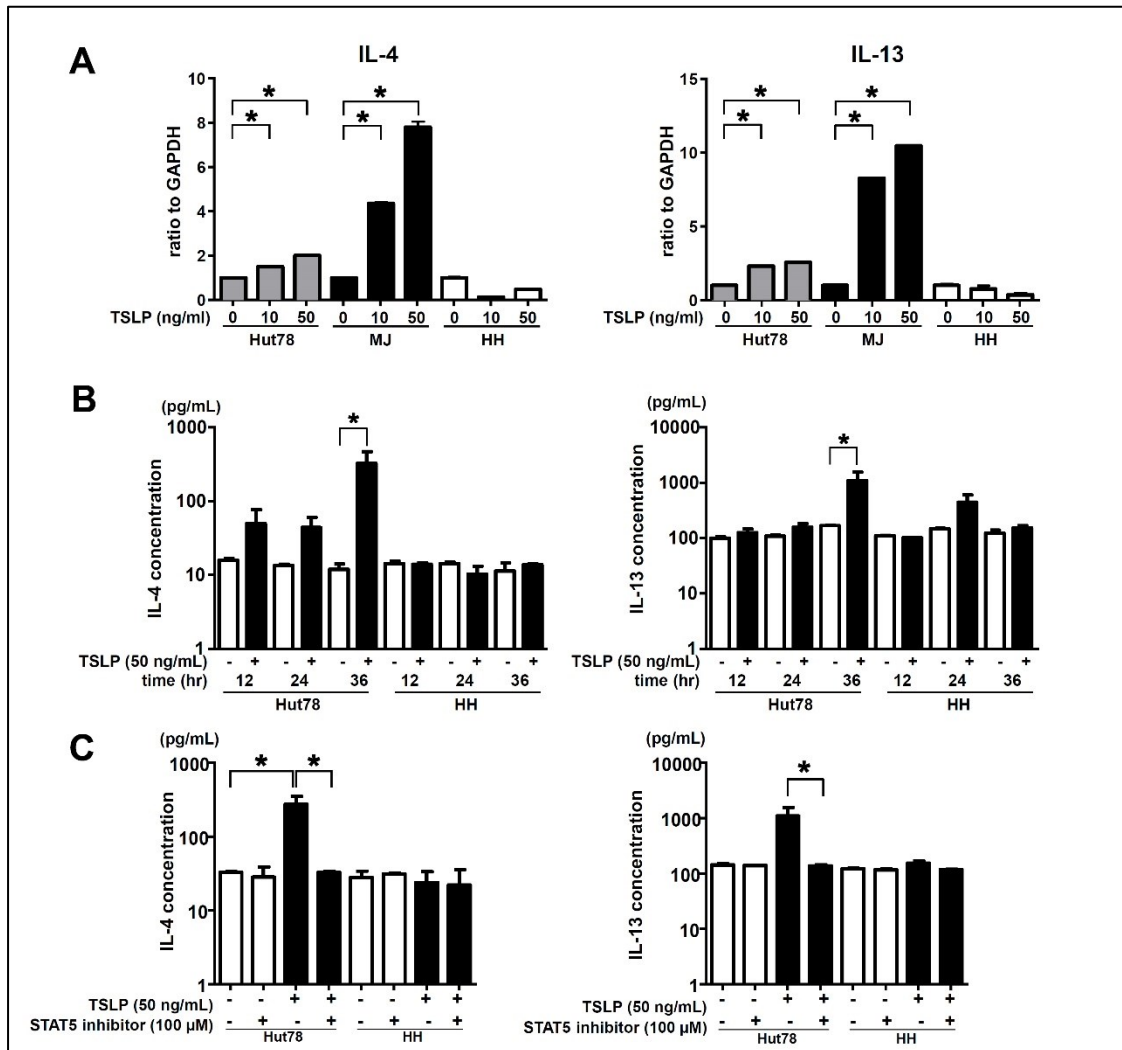 A
IL-4
IL-13
*
*
*
*
*
*
*
*
ratio to GAPDH
10
8
6
4
2
0
TSLP (ng/ml) 0 10 50 0 10 50 0 10 50
Hut78 MJ HH
ratio to GAPDH
15
10
5
0
TSLP (ng/ml) 0 10 50 0 10 50 0 10 50
Hut78 MJ HH
B
(pg/mL)
IL-4 concentration
1000
100
10
1
*
TSLP (50 ng/mL) - + - + - + - + - + - +
time (hr) 12 24 36 12 24 36
Hut78 HH
(pg/mL)
IL-13 concentration
10000
1000
100
10
1
*
TSLP (50 ng/mL) - + - + - + - + - + - +
time (hr) 12 24 36 12 24 36
Hut78 HH
C
(pg/mL)
IL-4 concentration
1000
100
10
1
* *
TSLP (50 ng/mL) - - + + - - + +
STAT5 inhibitor (100 µM) - + - + - + - +
Hut78 HH
(pg/mL)
IL-13 concentration
10000
1000
100
10
1
*
TSLP (50 ng/mL) - - + + - - + +
STAT5 inhibitor (100 µM) - + - + - + - +
Hut78 HH